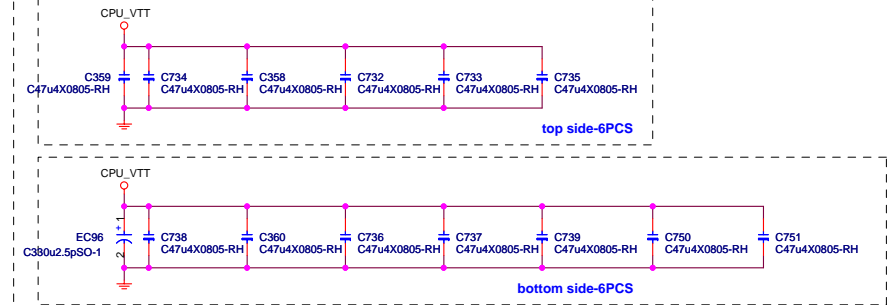 CPU_VTT
C359
C47u4X0805-RH
C734
C47u4X0805-RH
C358
C47u4X0805-RH
C732
C47u4X0805-RH
C733
C47u4X0805-RH
C735
C47u4X0805-RH
top side-6PCS
CPU_VTT
1
+
EC96
C330u2.5pSO-1
2
C738
C47u4X0805-RH
C360
C47u4X0805-RH
C736
C47u4X0805-RH
C737
C47u4X0805-RH
C739
C47u4X0805-RH
C750
C47u4X0805-RH
C751
C47u4X0805-RH
bottom side-6PCS